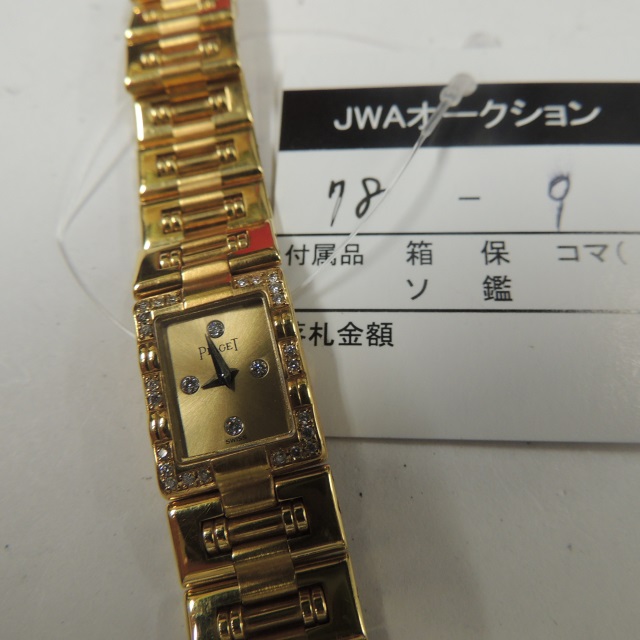 PIAGET
JWAオークション
78 - 9
付属品 箱 保 コマ(
ソ 鑑
札金額